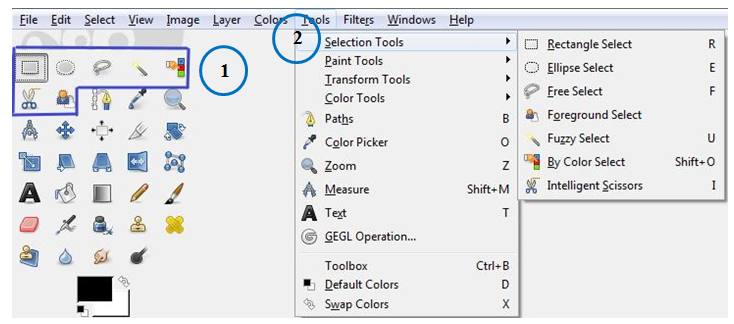 File Edit Select View Image Layer Colors Tools Filters Windows Help
1
2
Selection Tools
Paint Tools
Transform Tools
Color Tools
Paths B
Color Picker O
Zoom Z
Measure Shift+M
Text T
GEGL Operation...
Toolbox Ctrl+B
Default Colors D
Swap Colors X
Rectangle Select R
Ellipse Select E
Free Select F
Foreground Select
Fuzzy Select U
By Color Select Shift+O
Intelligent Scissors I